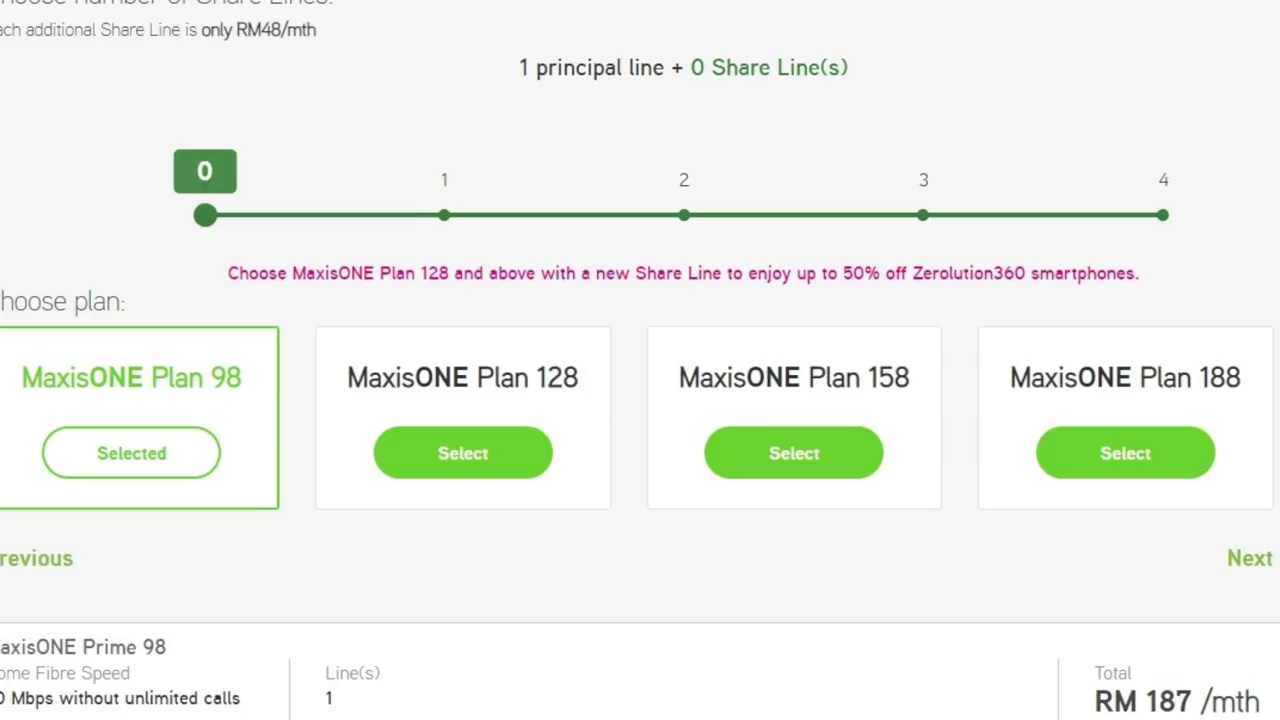 ach additional Share Line is only RM48/mth
1 principal line + 0 Share Line(s)
0 1 2 3 4
Choose MaxisONE Plan 128 and above with a new Share Line to enjoy up to 50% off Zerolution360 smartphones.
hoose plan:
MaxisONE Plan 98 MaxisONE Plan 128 MaxisONE Plan 158 MaxisONE Plan 188
Selected Select Select Select
revious Next
axisONE Prime 98
ome Fibre Speed Line(s) Total
0 Mbps without unlimited calls 1 RM 187 /mth